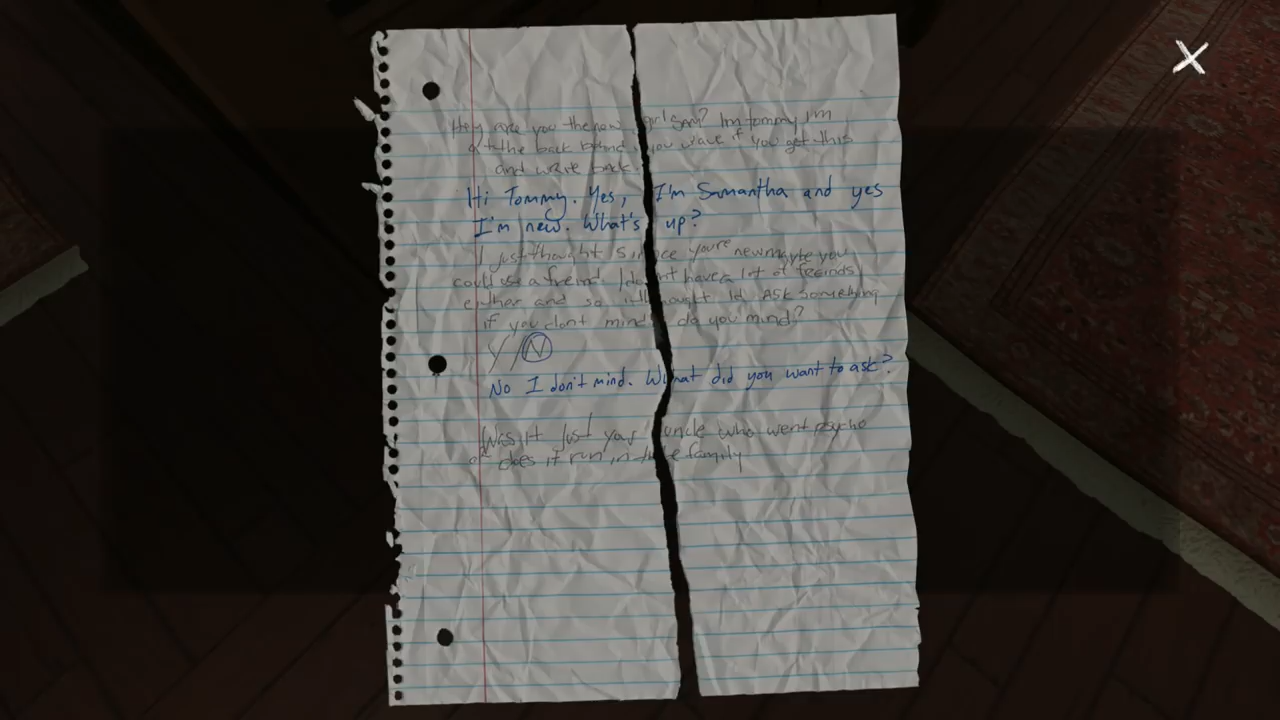 Hey are you the new girl Sam? Im tommy im
at the back behind you wave if you get this
and write back
Hi Tommy. Yes, I'm Samantha and yes
I'm new. What's up?
I just thought since youre new maybe you
could use a freind. I dont have a lot of freinds
either and so i thought Id ASk something
if you dont mind do you mind?
Y/N
No I don't mind. What did you want to ask?
Was it just your uncle who went psycho
or does it run in the family